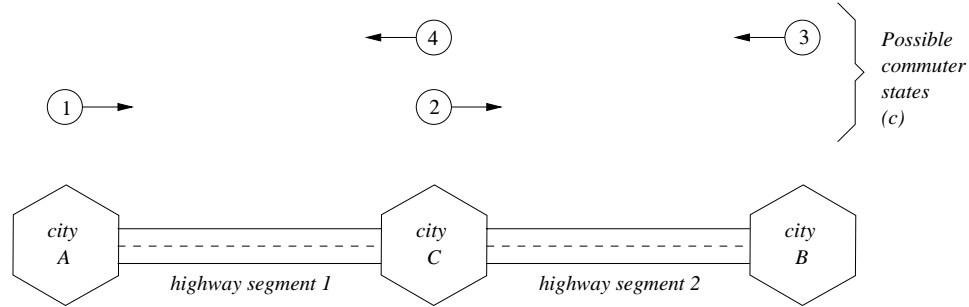 4
3
Possible
commuter
states
(c)
1
2
city
A
city
C
city
B
highway segment 1
highway segment 2